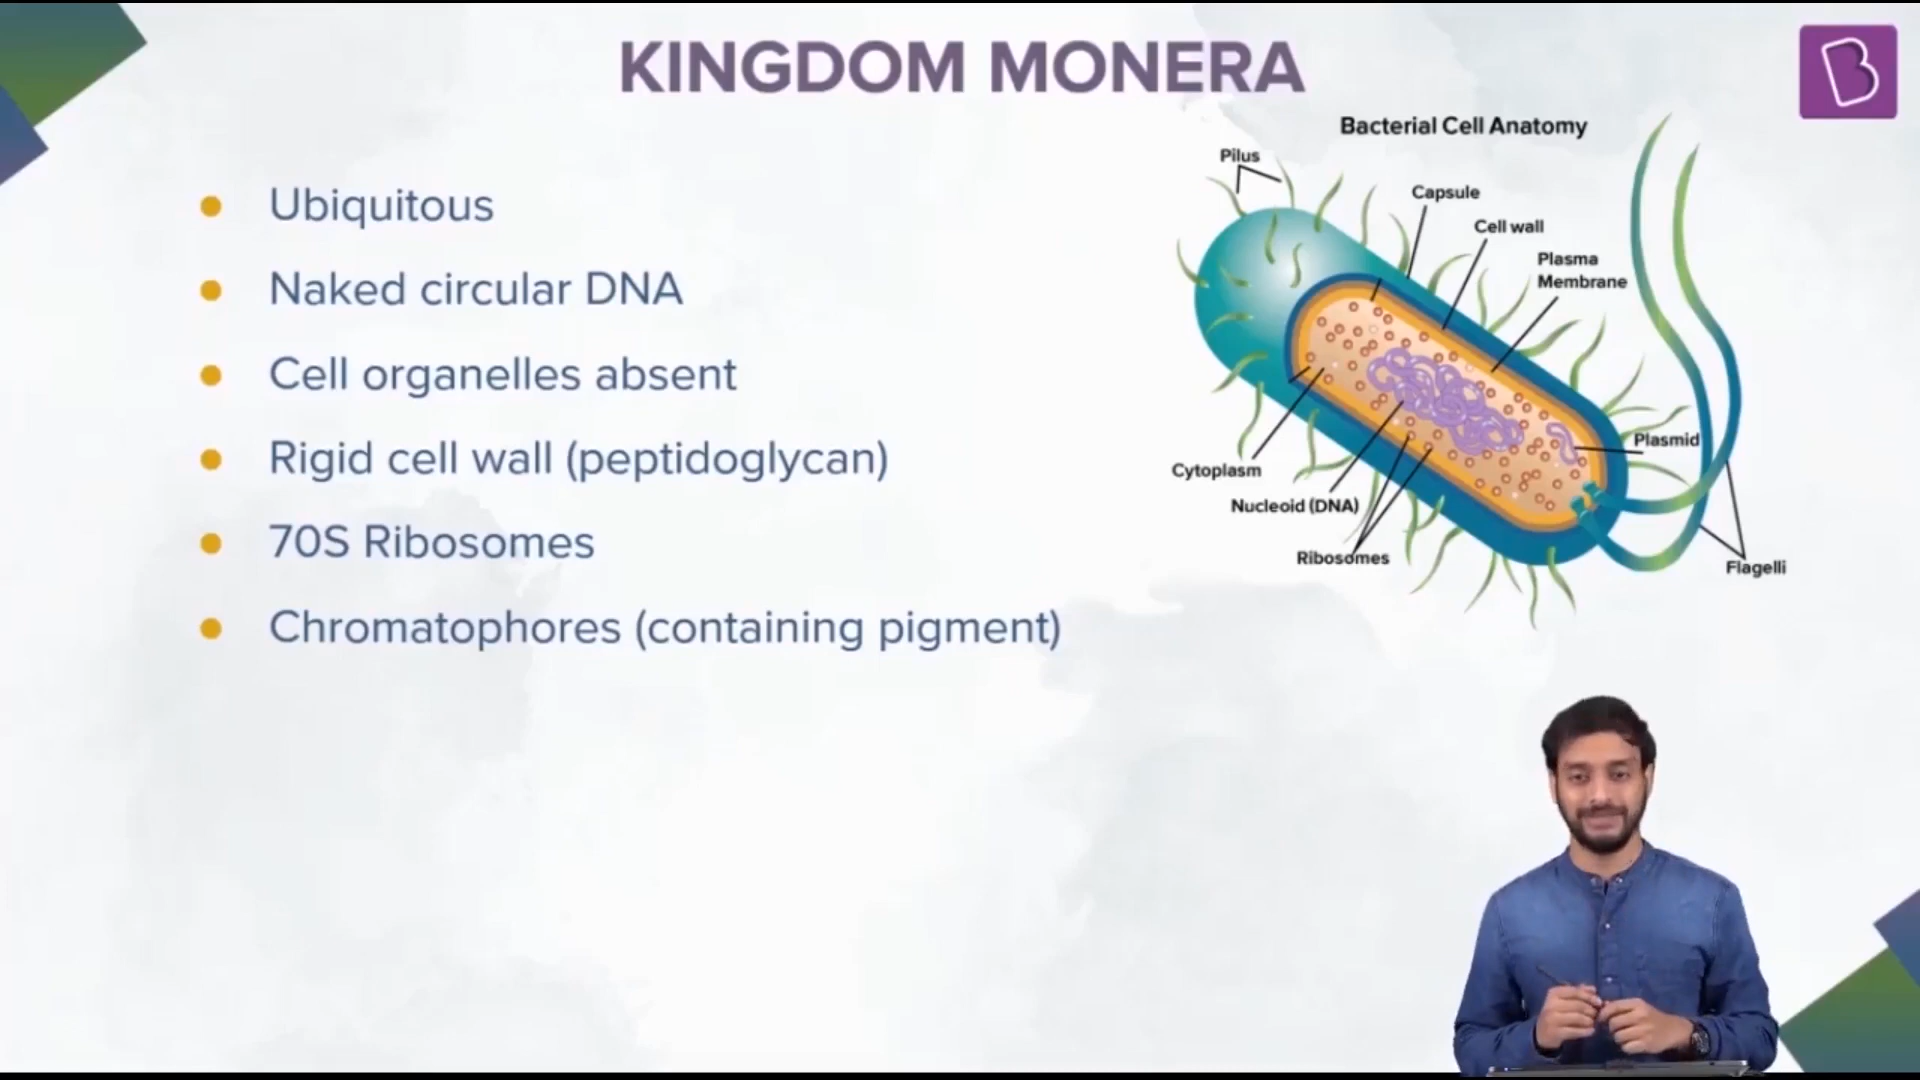 KINGDOM MONERA
B
Ubiquitous
Naked circular DNA
Cell organelles absent
Rigid cell wall (peptidoglycan)
70S Ribosomes
Chromatophores (containing pigment)
Bacterial Cell Anatomy
Pilus
Capsule
Cell wall
Plasma
Membrane
Plasmid
Cytoplasm
Nucleoid (DNA)
Ribosomes
Flagelli